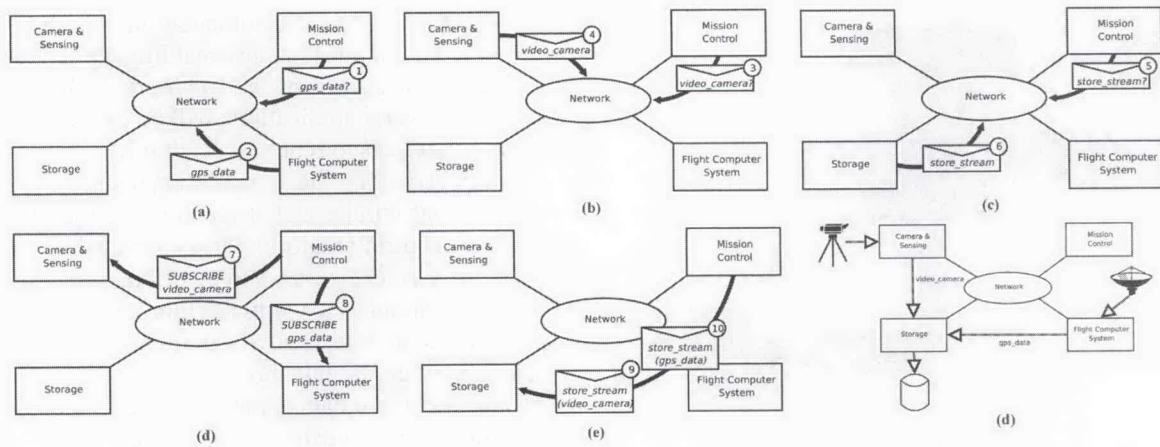 Camera &
Sensing
Mission
Control
1
gps_data?
Network
2
gps_data
Storage
Flight Computer
System
(a)
Camera &
Sensing
4
video_camera
Mission
Control
3
video_camera?
Network
Storage
Flight Computer
System
(b)
Camera &
Sensing
Mission
Control
5
store_stream?
Network
6
store_stream
Storage
Flight Computer
System
(c)
Camera &
Sensing
7
SUBSCRIBE
video_camera
Mission
Control
8
SUBSCRIBE
gps_data
Network
Storage
Flight Computer
System
(d)
Camera &
Sensing
Mission
Control
Network
10
store_stream
(gps_data)
9
store_stream
(video_camera)
Storage
Flight Computer
System
(e)
Camera &
Sensing
Mission
Control
video_camera
Network
Storage
gps_data
Flight Computer
System
(d)